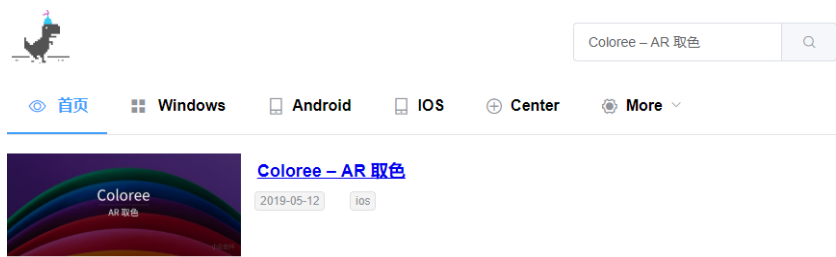 Coloree – AR 取色
首页 Windows Android IOS Center More
Coloree – AR 取色
2019-05-12 ios
Coloree
AR 取色